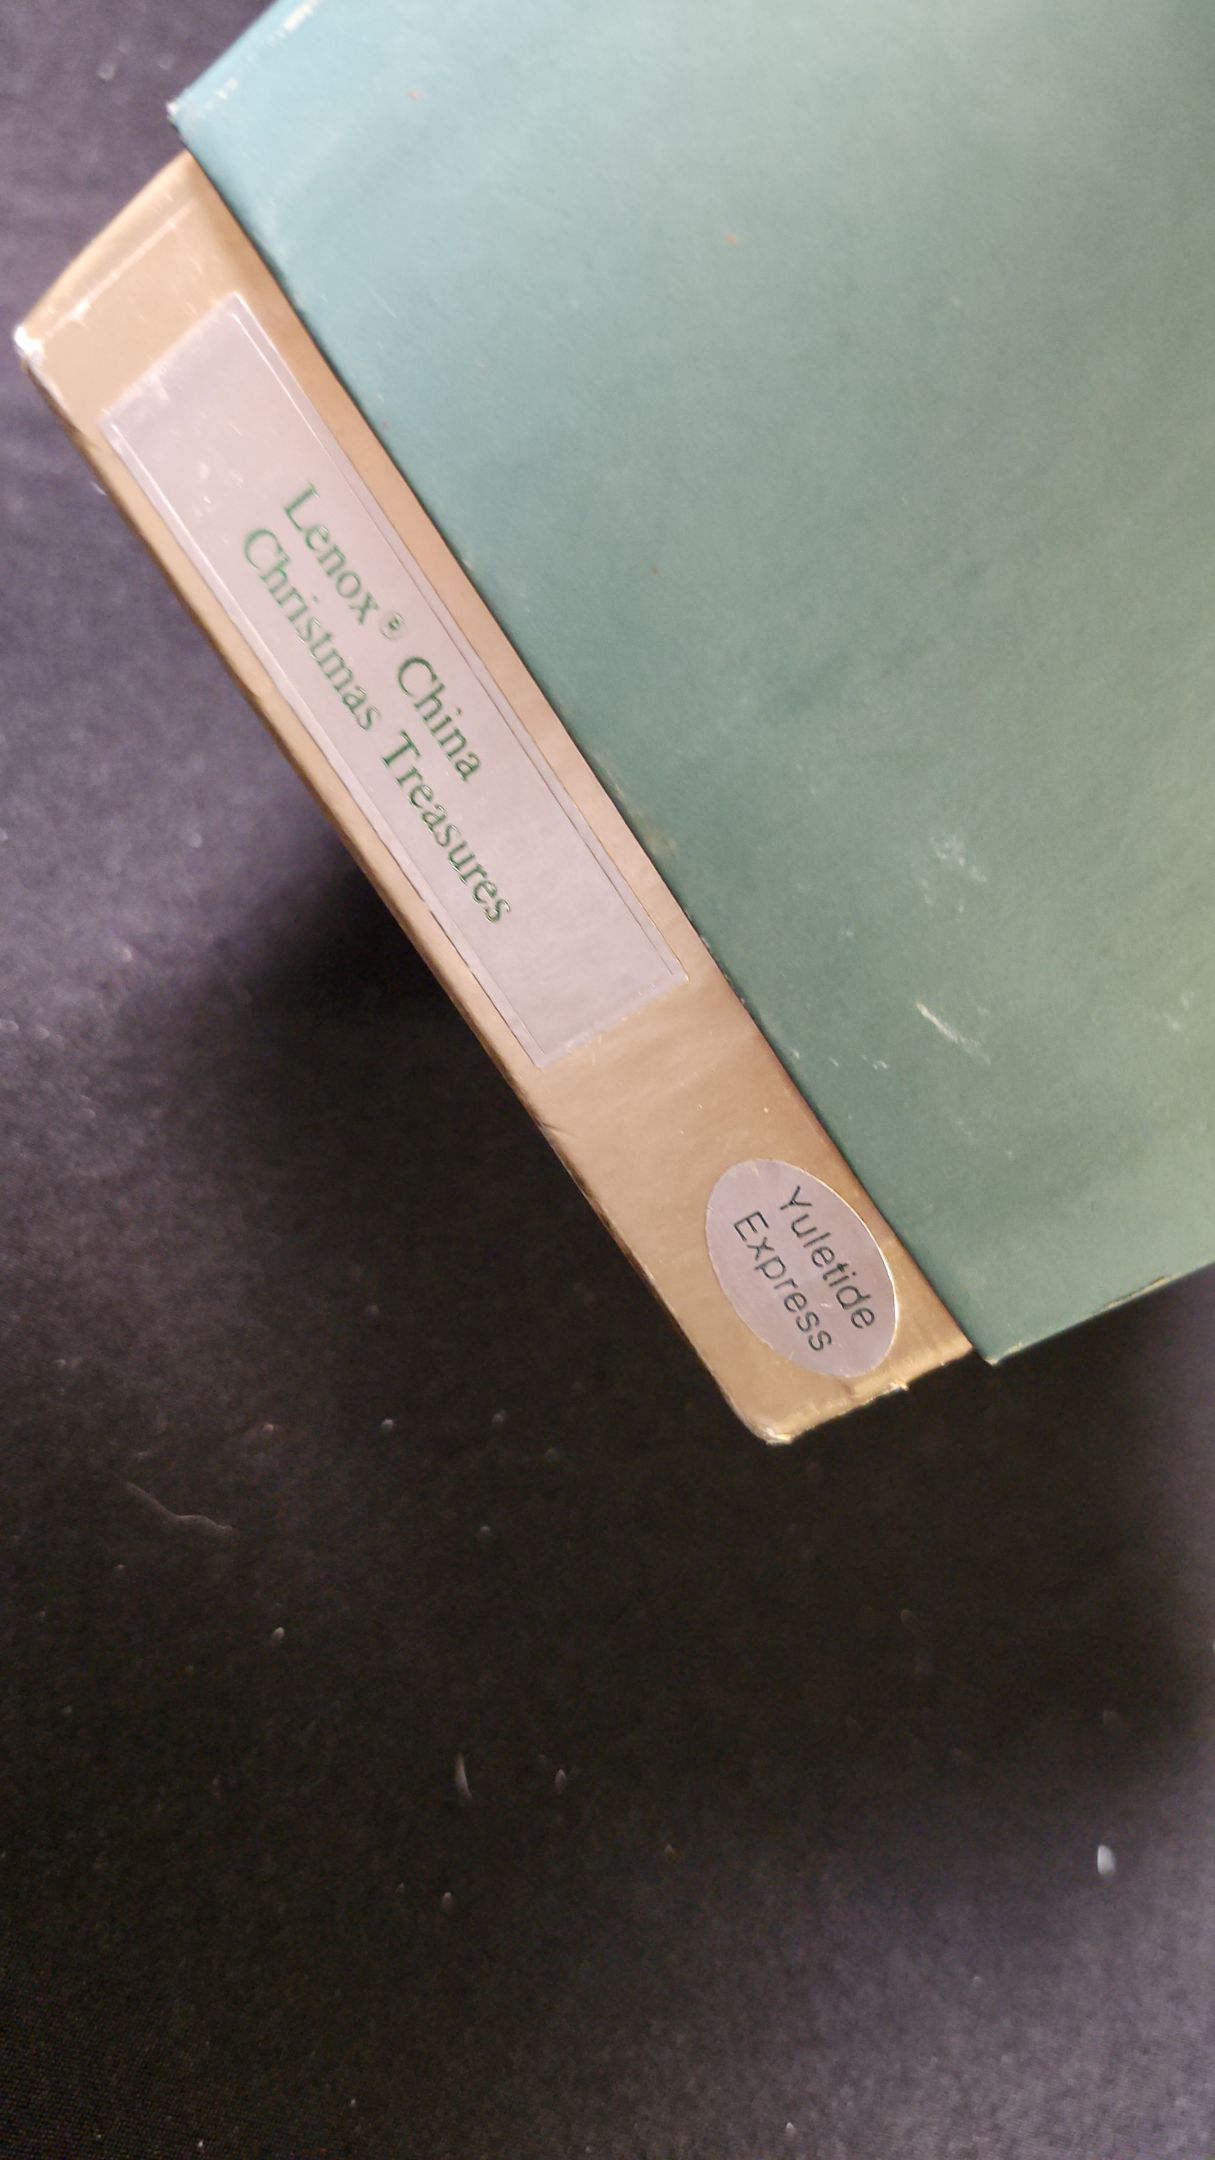 Lenox® China
Christmas Treasures
Yuletide
Express